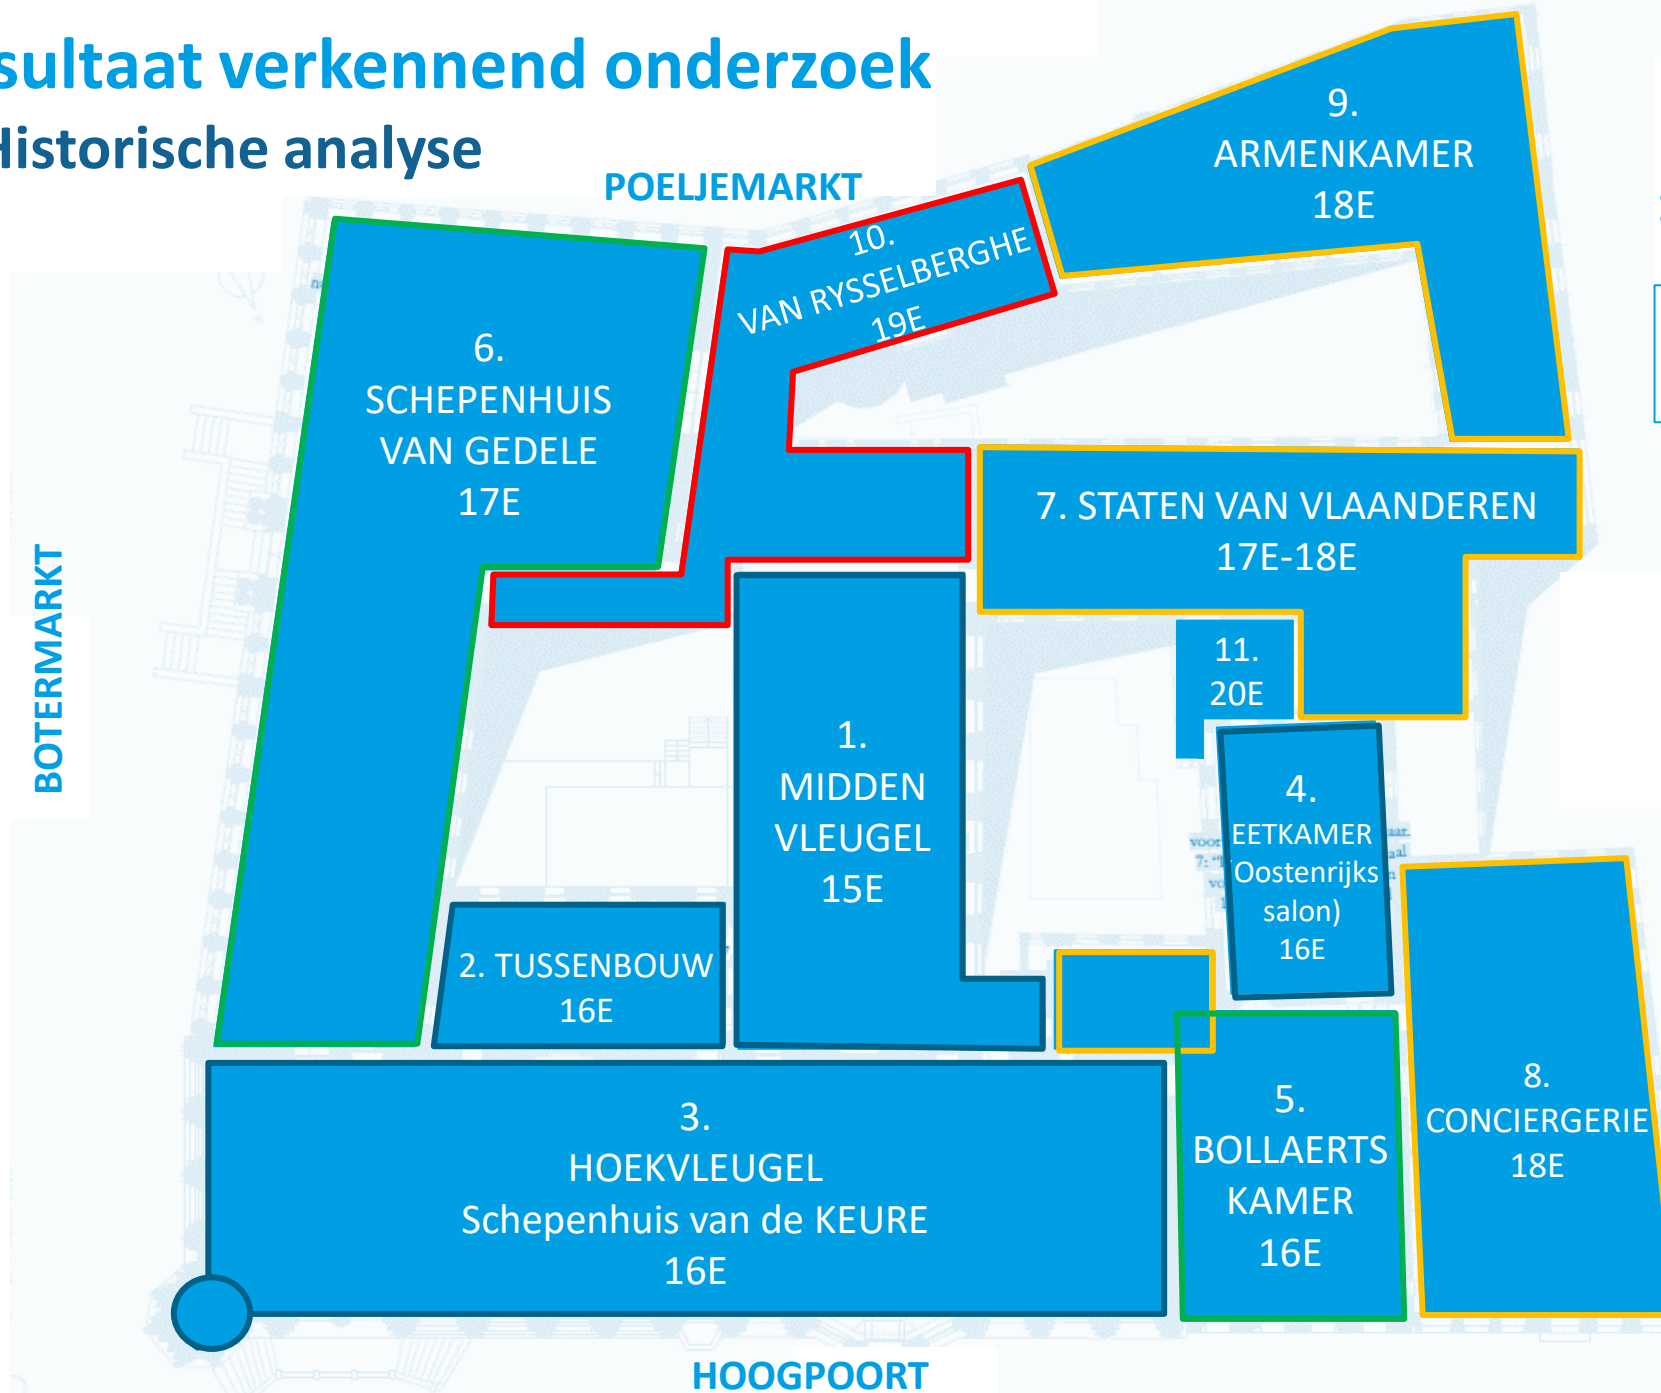 sultaat verkennend onderzoek
Historische analyse
POELJEMARKT
9.
ARMENKAMER
18E
10.
VAN RYSSELBERGHE
19E
6.
SCHEPENHUIS
VAN GEDELE
17E
7. STATEN VAN VLAANDEREN
17E-18E
BOTERMARKT
11.
20E
1.
MIDDEN
VLEUGEL
15E
4.
EETKAMER
(Oostenrijks
salon)
16E
voor
7:
2. TUSSENBOUW
16E
3.
HOEKVLEUGEL
Schepenhuis van de KEURE
16E
5.
BOLLAERTS
KAMER
16E
8.
CONCIERGERIE
18E
HOOGPOORT